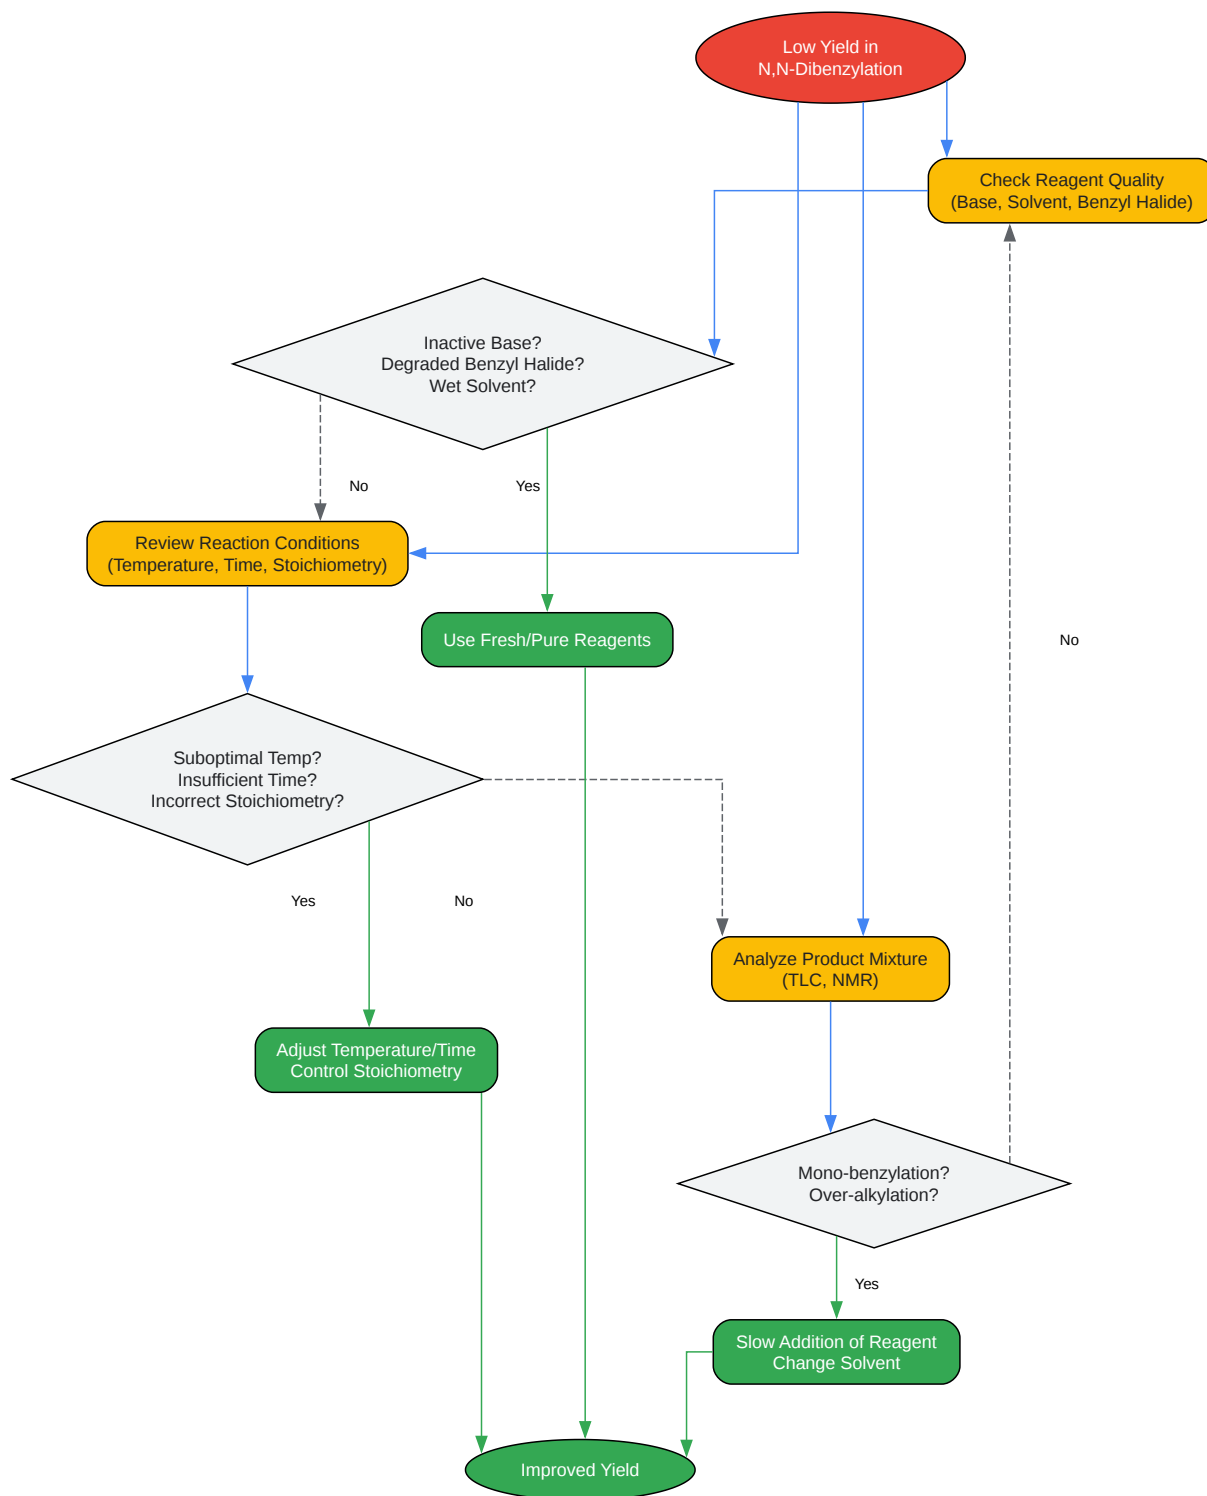 Low Yield in
N,N-Dibenzylation
Check Reagent Quality
(Base, Solvent, Benzyl Halide)
Inactive Base?
Degraded Benzyl Halide?
Wet Solvent?
No
Yes
Review Reaction Conditions
(Temperature, Time, Stoichiometry)
Use Fresh/Pure Reagents
No
Suboptimal Temp?
Insufficient Time?
Incorrect Stoichiometry?
Yes
No
Analyze Product Mixture
(TLC, NMR)
Adjust Temperature/Time
Control Stoichiometry
Mono-benzylation?
Over-alkylation?
Yes
Slow Addition of Reagent
Change Solvent
Improved Yield